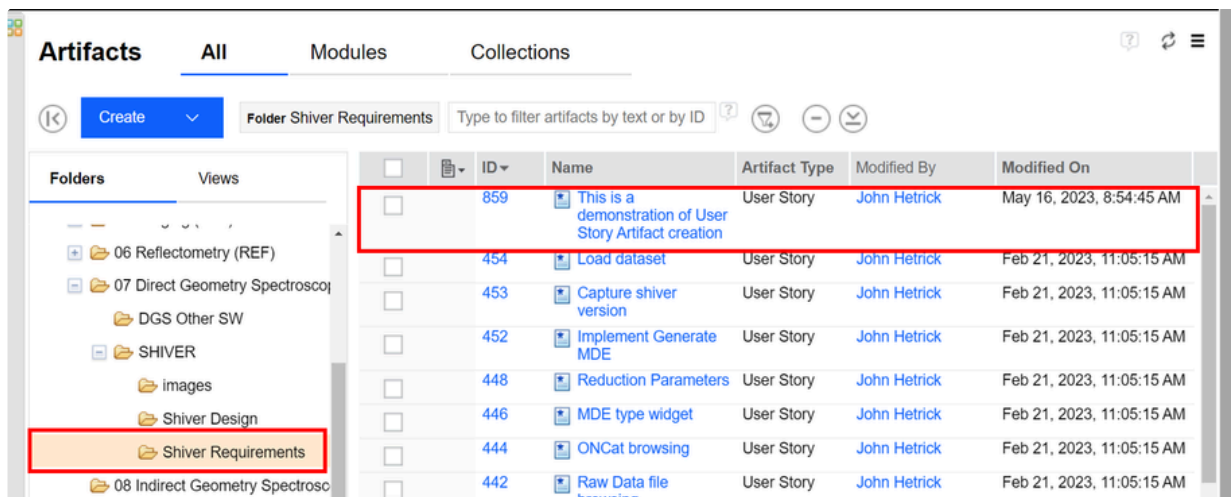 Artifacts All Modules Collections
Create
Folder Shiver Requirements
Type to filter artifacts by text or by ID
Folders Views
06 Reflectometry (REF)
07 Direct Geometry Spectroscop
DGS Other SW
SHIVER
images
Shiver Design
Shiver Requirements
08 Indirect Geometry Spectrosc
ID Name Artifact Type Modified By Modified On
859 This is a User Story John Hetrick May 16, 2023, 8:54:45 AM
demonstration of User
Story Artifact creation
454 Load dataset User Story John Hetrick Feb 21, 2023, 11:05:15 AM
453 Capture shiver User Story John Hetrick Feb 21, 2023, 11:05:15 AM
version
452 Implement Generate User Story John Hetrick Feb 21, 2023, 11:05:15 AM
MDE
448 Reduction Parameters User Story John Hetrick Feb 21, 2023, 11:05:15 AM
446 MDE type widget User Story John Hetrick Feb 21, 2023, 11:05:15 AM
444 ONCat browsing User Story John Hetrick Feb 21, 2023, 11:05:15 AM
442 Raw Data file User Story John Hetrick Feb 21, 2023, 11:05:15 AM